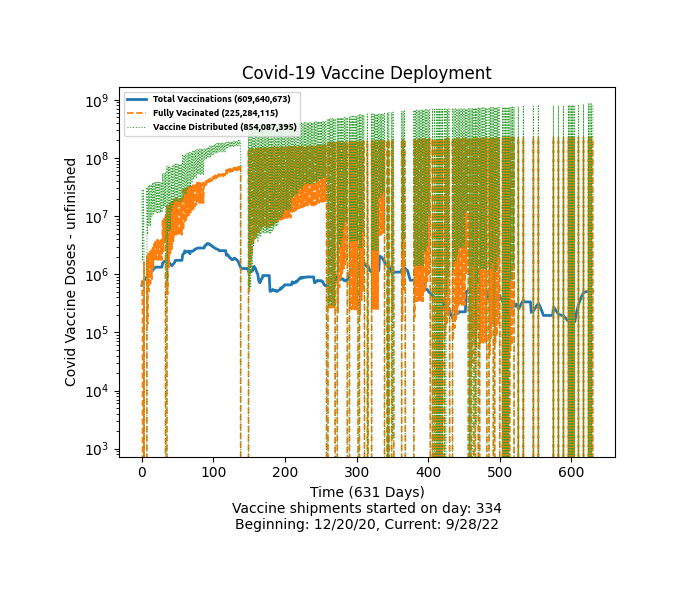 Covid-19 Vaccine Deployment
Covid Vaccine Doses - unfinished
10⁹
10⁸
10⁷
10⁶
10⁵
10⁴
10³
Total Vaccinations (609,640,673)
Fully Vacinated (225,284,115)
Vaccine Distributed (854,087,395)
0 100 200 300 400 500 600
Time (631 Days)
Vaccine shipments started on day: 334
Beginning: 12/20/20, Current: 9/28/22